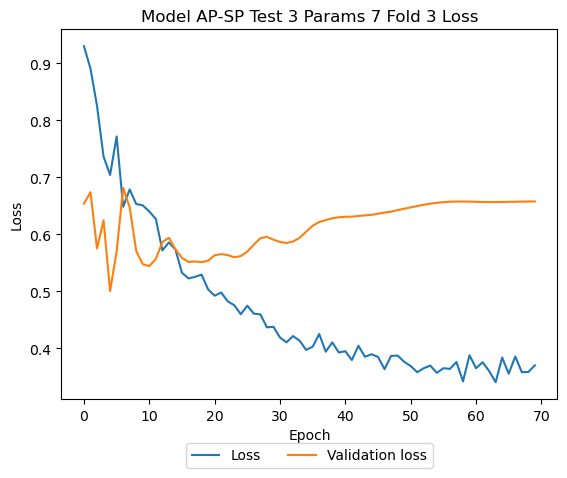 Model AP-SP Test 3 Params 7 Fold 3 Loss
Loss
0.9
0.8
0.7
0.6
0.5
0.4
0 10 20 30 40 50 60 70
Epoch
Loss Validation loss